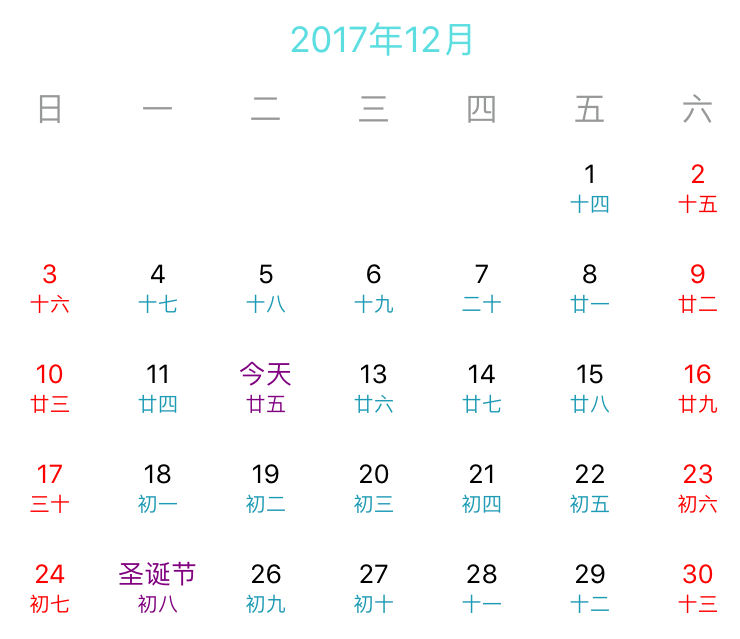 2017年12月
日 一 二 三 四 五 六
1 2
十四 十五
3 4 5 6 7 8 9
十六 十七 十八 十九 二十 廿一 廿二
10 11 今天 13 14 15 16
廿三 廿四 廿五 廿六 廿七 廿八 廿九
17 18 19 20 21 22 23
三十 初一 初二 初三 初四 初五 初六
24 圣诞节 26 27 28 29 30
初七 初八 初九 初十 十一 十二 十三